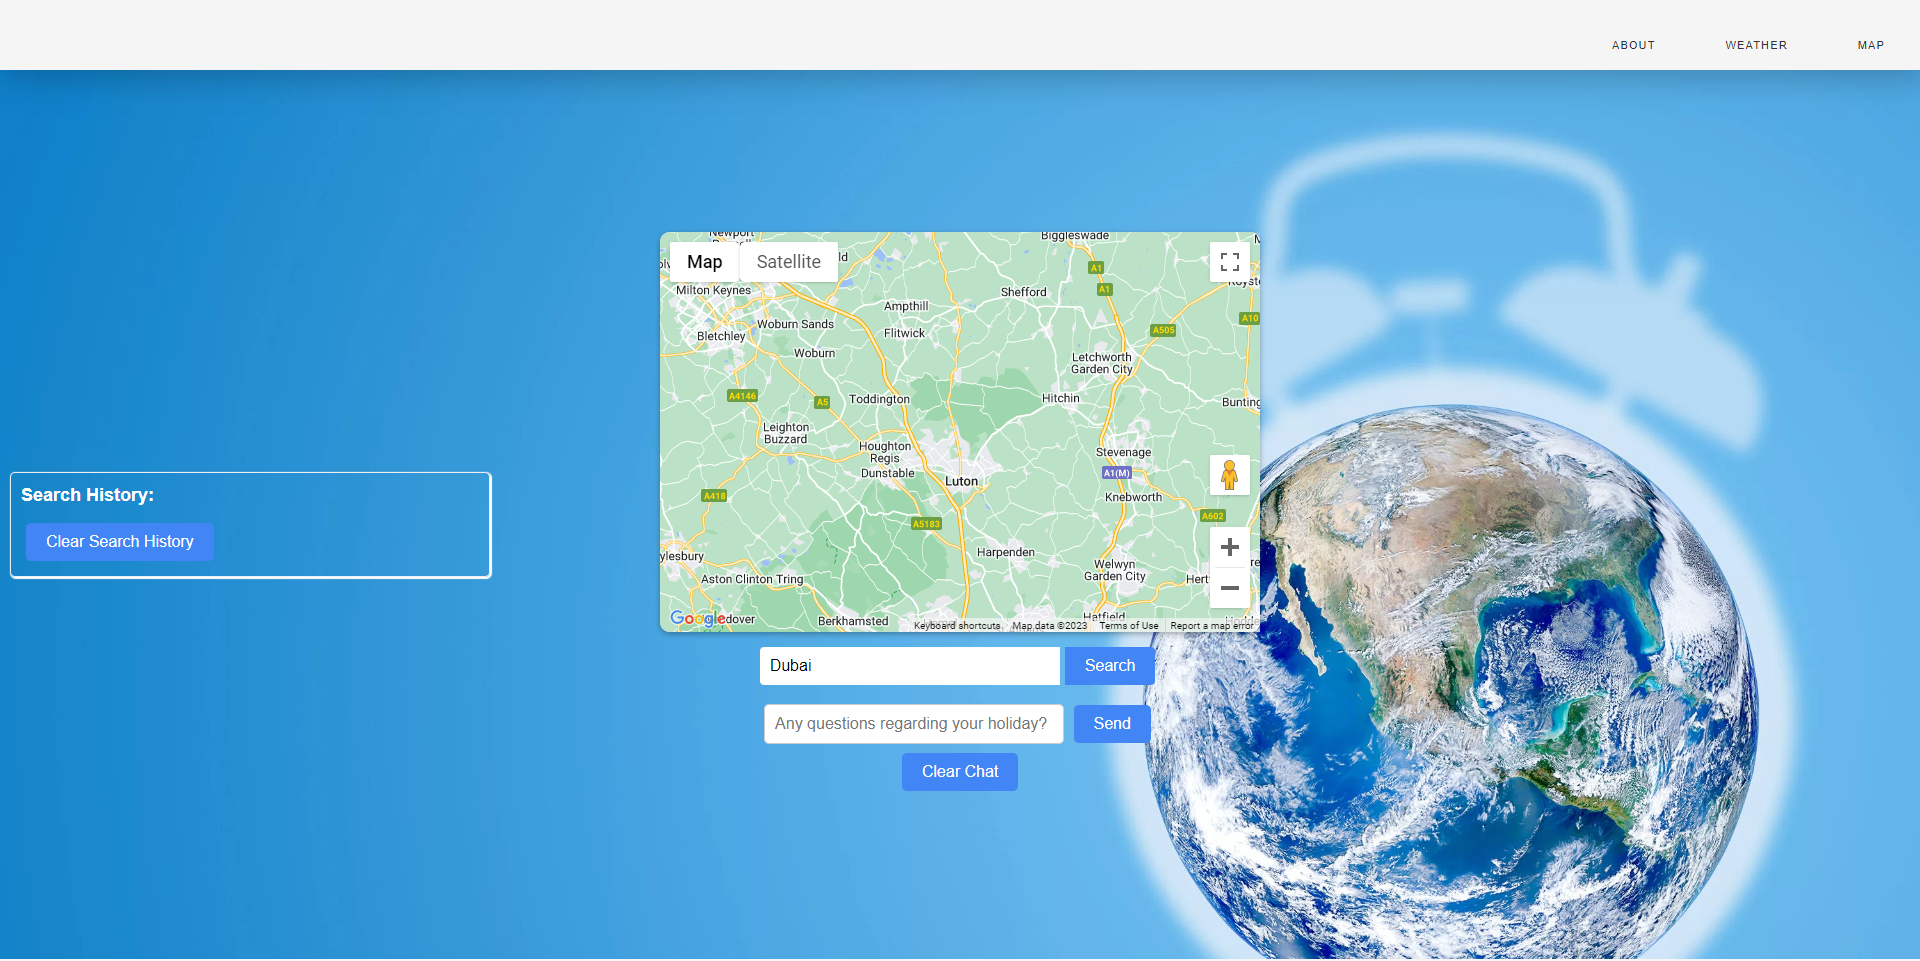 ABOUT
WEATHER
MAP
Map
Satellite
Newport
Biggleswade
Milton Keynes
Shefford
A1
A1
Ampthill
A10
Woburn Sands
Flitwick
A505
Bletchley
Woburn
Letchworth
Garden City
A4146
A5
Toddington
Hitchin
Bunting
Leighton
Buzzard
Houghton
Regis
Dunstable
Stevenage
A1(M)
Luton
A418
Knebworth
A5183
A602
ylesbury
Harpenden
Welwyn
Garden City
Aston Clinton Tring
Hert
Google
dover
Berkhamsted
Hatfield
Keyboard shortcuts
Map data ©2023
Terms of Use
Report a map error
Search History:
Clear Search History
Dubai
Search
Any questions regarding your holiday?
Send
Clear Chat